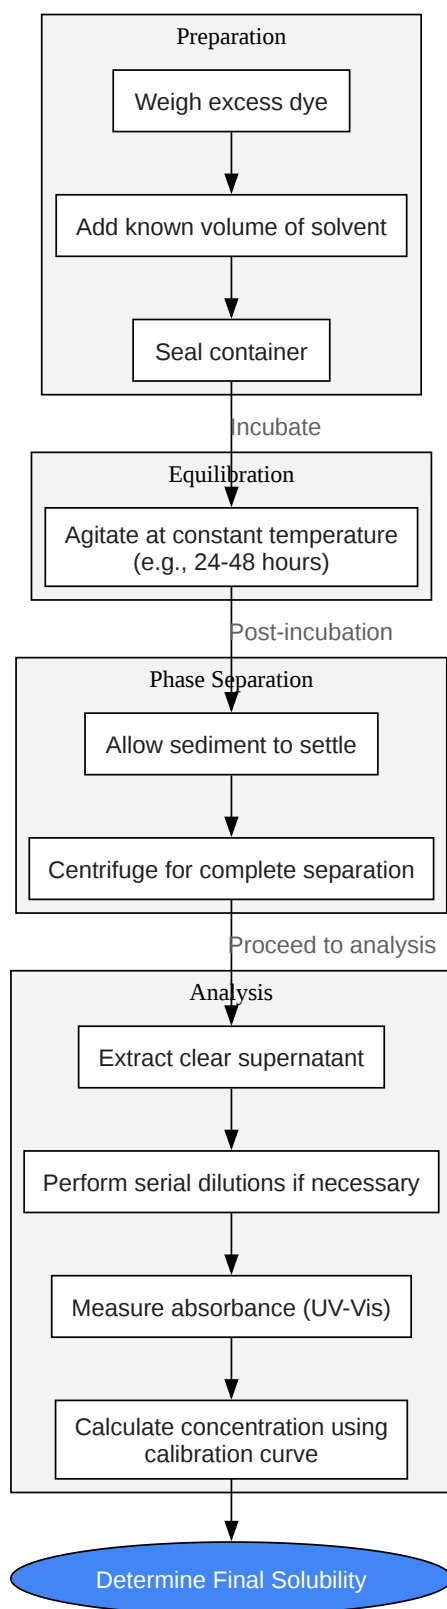 Preparation
Weigh excess dye
Add known volume of solvent
Seal container
Incubate
Equilibration
Agitate at constant temperature
(e.g., 24-48 hours)
Post-incubation
Phase Separation
Allow sediment to settle
Centrifuge for complete separation
Proceed to analysis
Analysis
Extract clear supernatant
Perform serial dilutions if necessary
Measure absorbance (UV-Vis)
Calculate concentration using
calibration curve
Determine Final Solubility